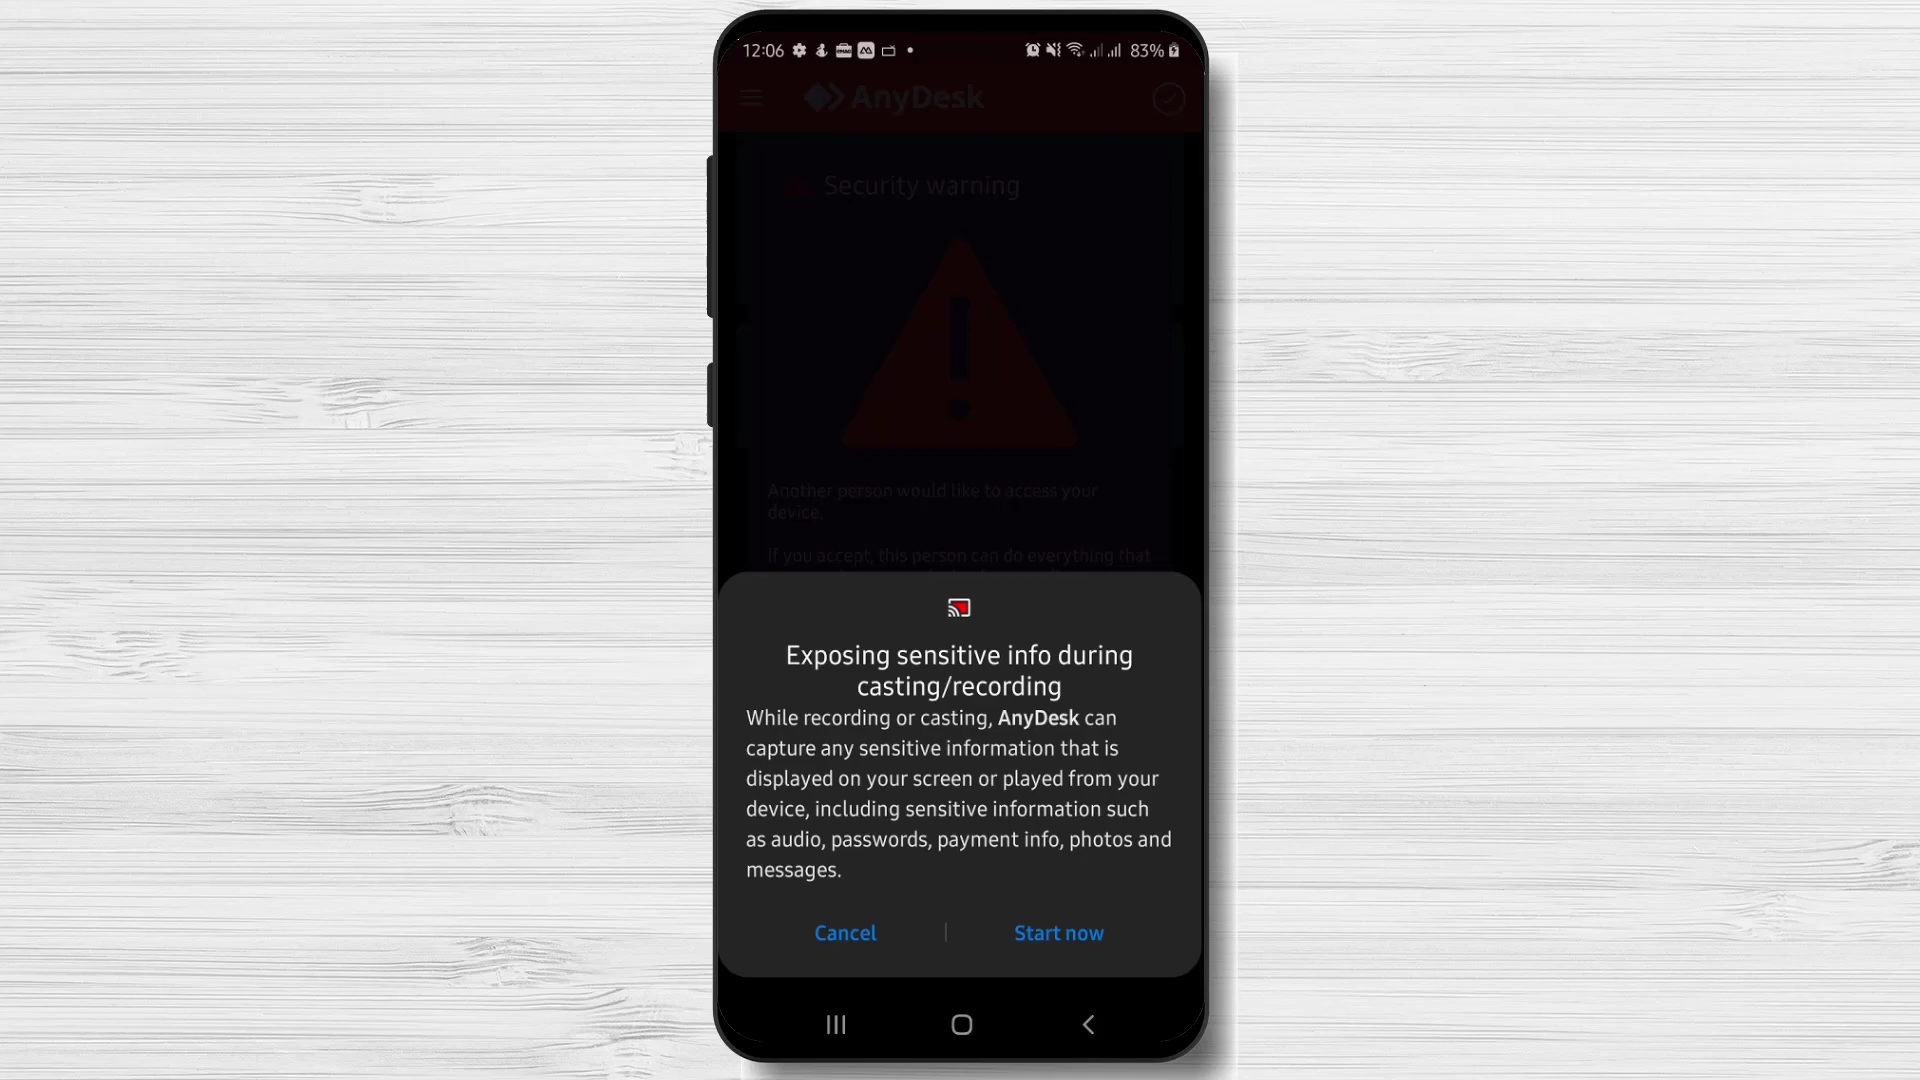 12:06
83%
AnyDesk
Security warning
Another person would like to access your
device.
If you accept, this person can do everything that
Exposing sensitive info during
casting/recording
While recording or casting, AnyDesk can
capture any sensitive information that is
displayed on your screen or played from your
device, including sensitive information such
as audio, passwords, payment info, photos and
messages.
Cancel | Start now